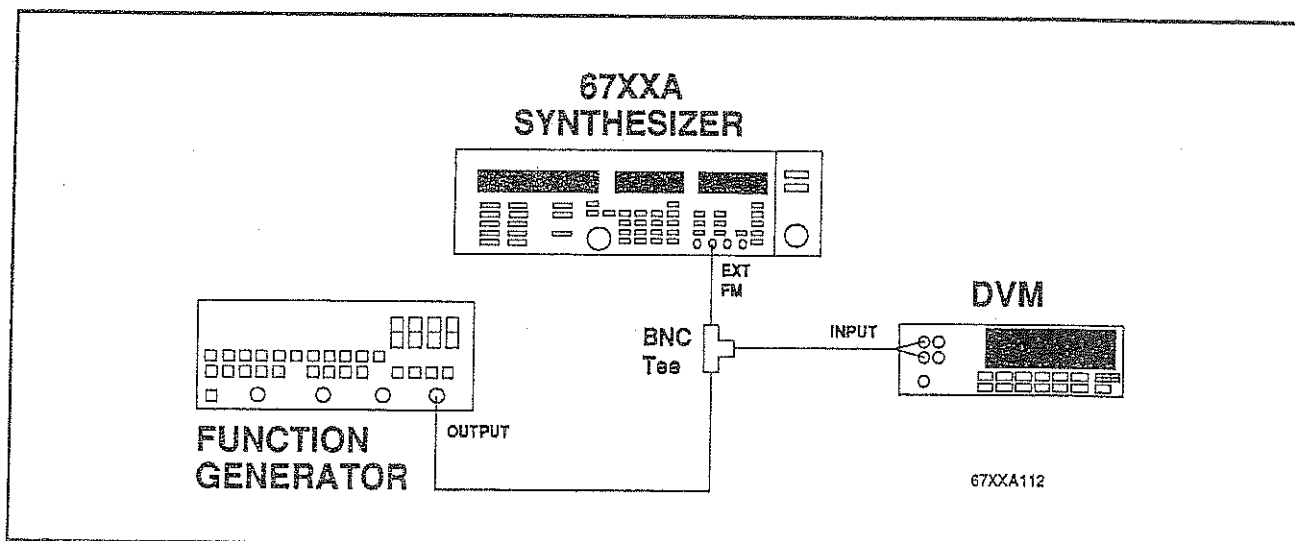 67XXA
SYNTHESIZER
EXT
FM
DVM
BNC
Tee
INPUT
OUTPUT
FUNCTION
GENERATOR
67XXA112